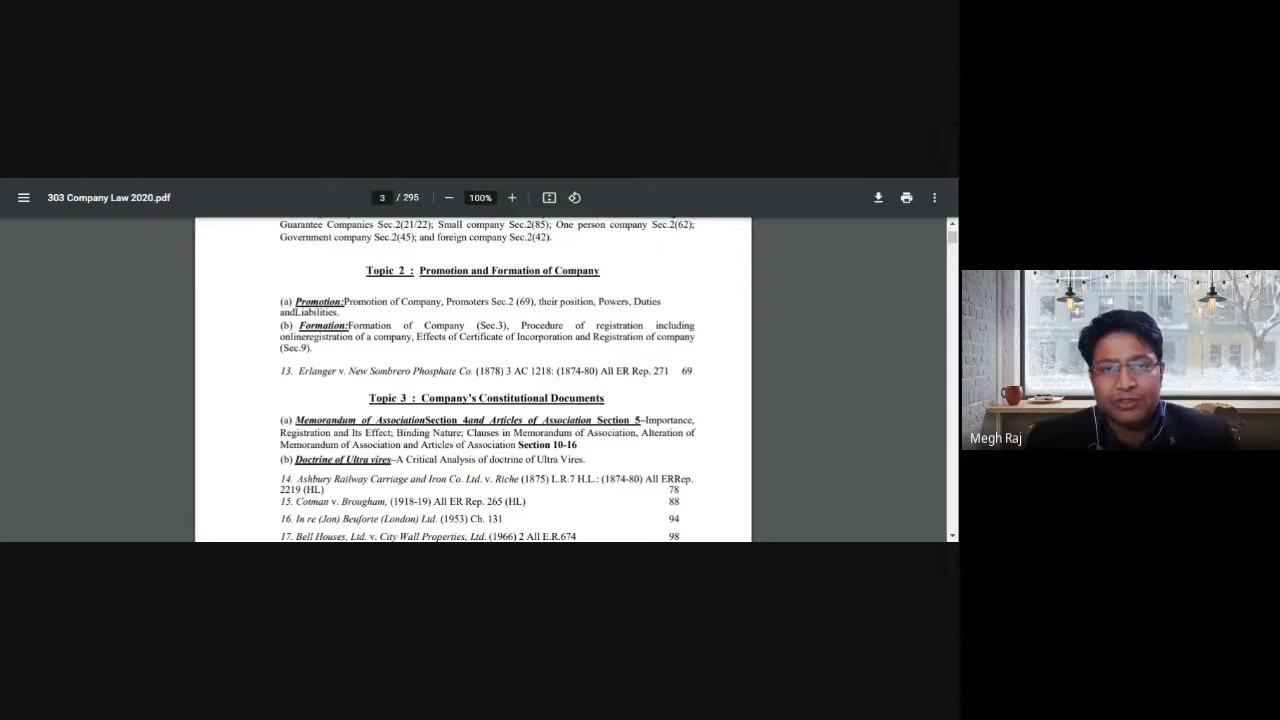 303 Company Law 2020.pdf
3 / 295
100%
Guarantee Companies Sec.2(21/22); Small company Sec.2(85); One person company Sec.2(62);
Government company Sec.2(45); and foreign company Sec.2(42).
Topic 2 : Promotion and Formation of Company
(a) Promotion:Promotion of Company, Promoters Sec.2 (69), their position, Powers, Duties
andLiabilities.
(b) Formation:Formation of Company (Sec.3), Procedure of registration including
onlineregistration of a company, Effects of Certificate of Incorporation and Registration of company
(Sec.9).
13. Erlanger v. New Sombrero Phosphate Co. (1878) 3 AC 1218: (1874-80) All ER Rep. 271 69
Topic 3 : Company's Constitutional Documents
(a) Memorandum of AssociationSection 4and Articles of Association Section 5–Importance,
Registration and Its Effect; Binding Nature; Clauses in Memorandum of Association, Alteration of
Memorandum of Association and Articles of Association Section 10-16
(b) Doctrine of Ultra vires–A Critical Analysis of doctrine of Ultra Vires.
14. Ashbury Railway Carriage and Iron Co. Ltd. v. Riche (1875) L.R.7 H.L.: (1874-80) All ERRep.
2219 (HL) 78
15. Cotman v. Brougham, (1918-19) All ER Rep. 265 (HL) 88
16. In re (Jon) Beuforte (London) Ltd. (1953) Ch. 131 94
17. Bell Houses, Ltd. v. City Wall Properties, Ltd. (1966) 2 All E.R.674 98
Megh Raj